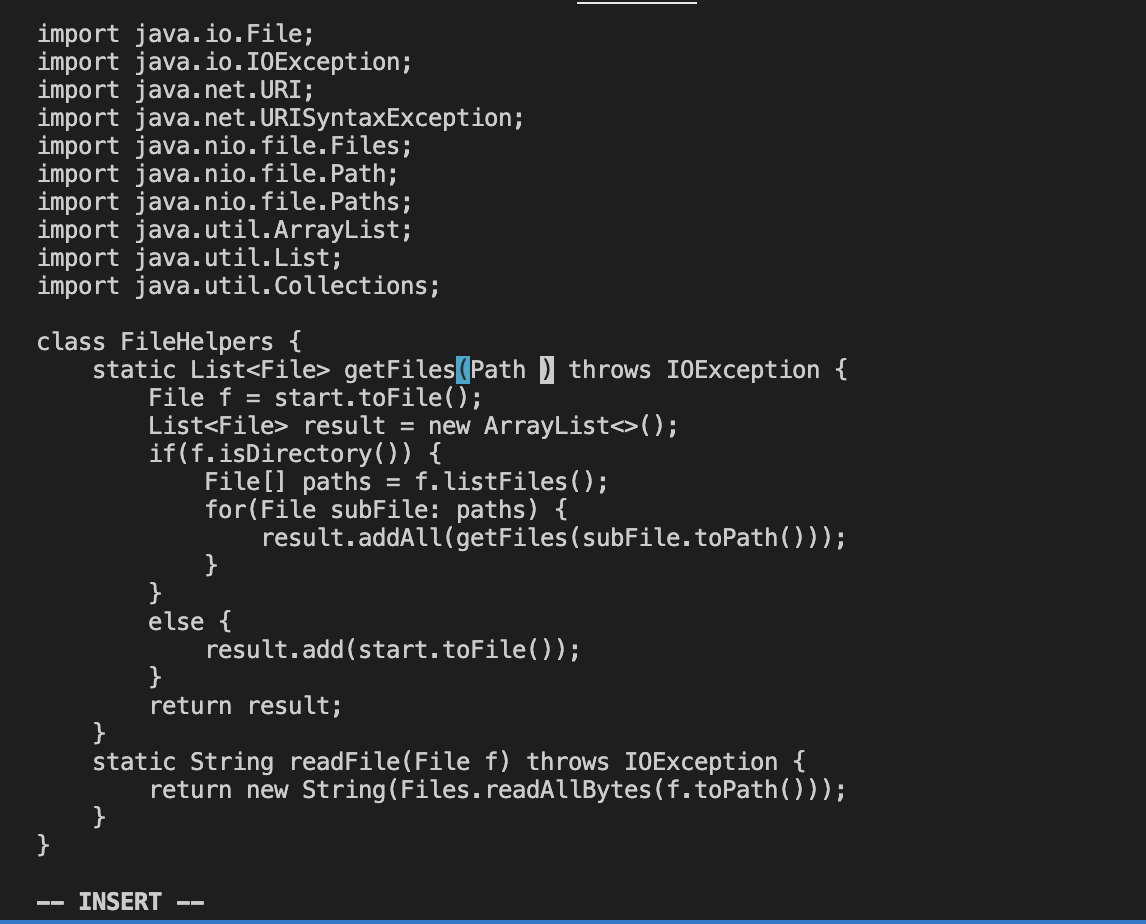 import java.io.File;
import java.io.IOException;
import java.net.URI;
import java.net.URISyntaxException;
import java.nio.file.Files;
import java.nio.file.Path;
import java.nio.file.Paths;
import java.util.ArrayList;
import java.util.List;
import java.util.Collections;

class FileHelpers {
    static List<File> getFiles(Path ) throws IOException {
        File f = start.toFile();
        List<File> result = new ArrayList<>();
        if(f.isDirectory()) {
            File[] paths = f.listFiles();
            for(File subFile: paths) {
                result.addAll(getFiles(subFile.toPath()));
            }
        }
        else {
            result.add(start.toFile());
        }
        return result;
    }
    static String readFile(File f) throws IOException {
        return new String(Files.readAllBytes(f.toPath()));
    }
}

-- INSERT --